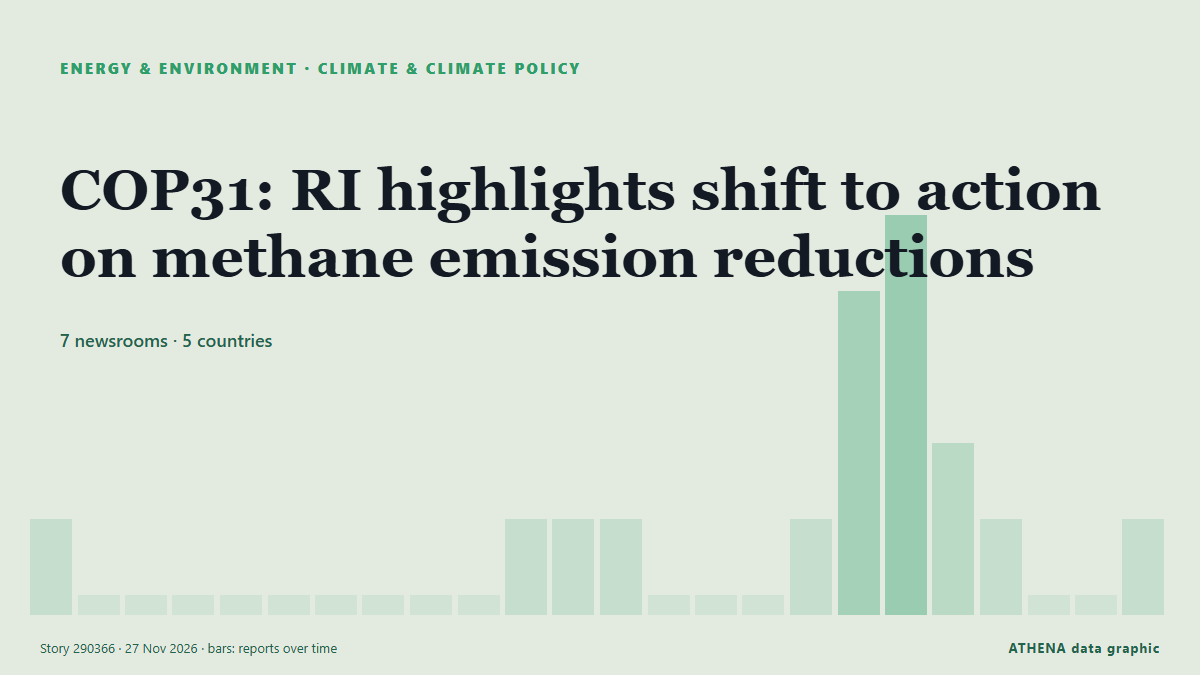 ENERGY & ENVIRONMENT · CLIMATE & CLIMATE POLICY
COP31: RI highlights shift to action
on methane emission reductions
7 newsrooms · 5 countries
Story 290366 · 27 Nov 2026 · bars: reports over time
ATHENA data graphic